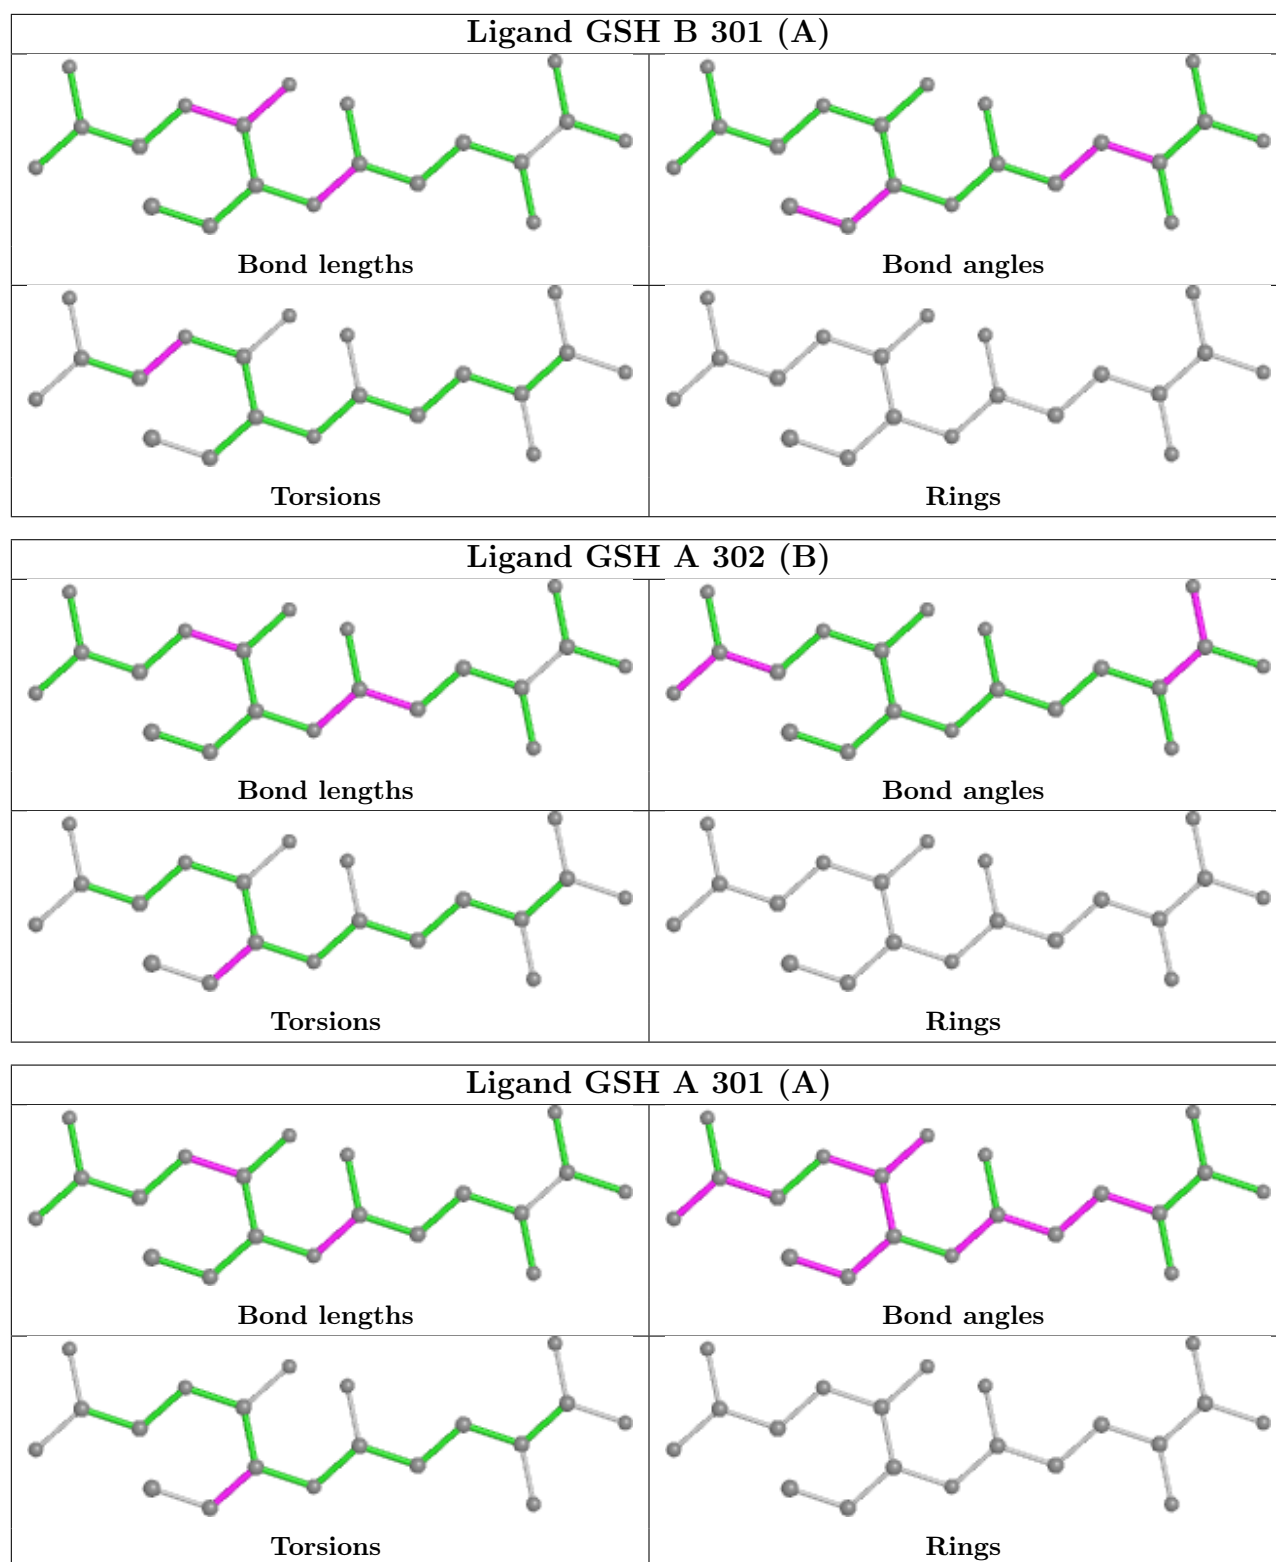 Ligand GSH B 301 (A)
Bond lengths
Bond angles
Torsions
Rings
Ligand GSH A 302 (B)
Bond lengths
Bond angles
Torsions
Rings
Ligand GSH A 301 (A)
Bond lengths
Bond angles
Torsions
Rings